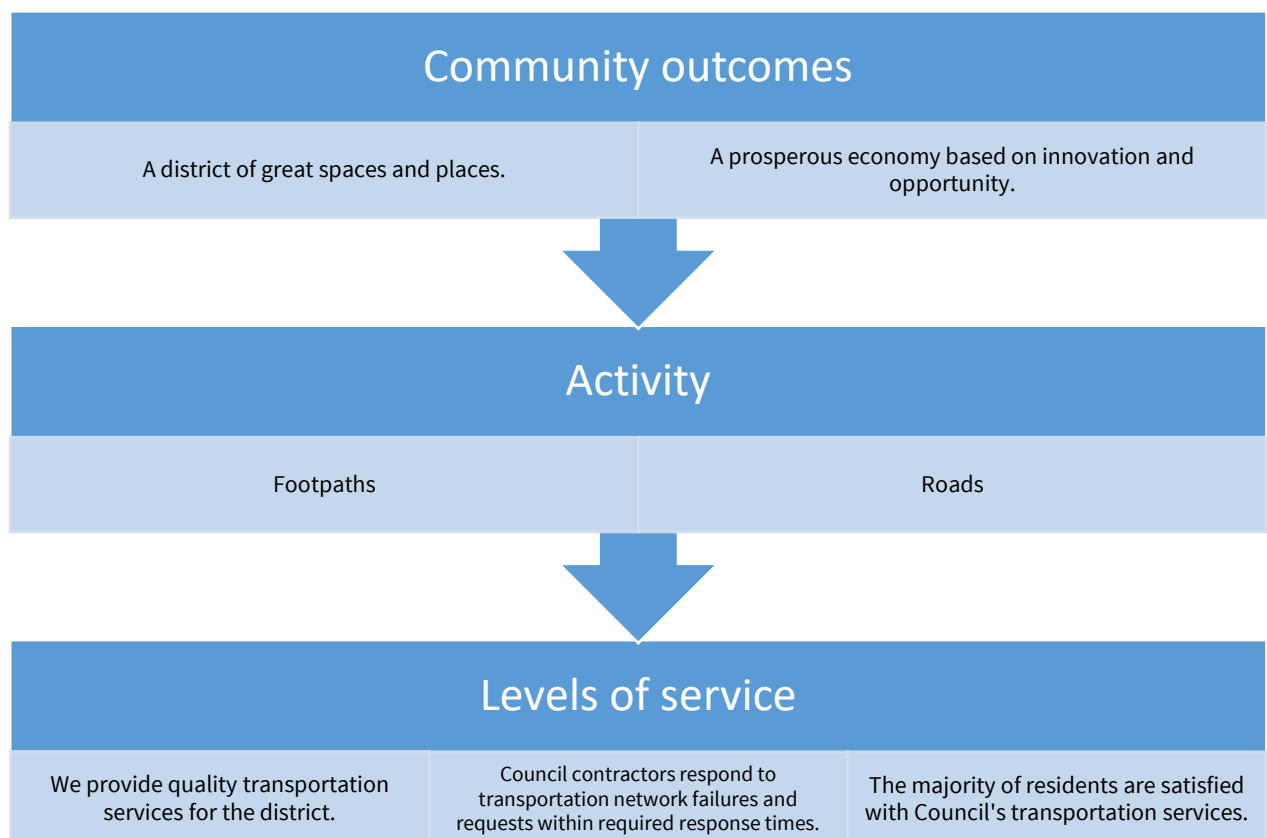 Community outcomes
A district of great spaces and places.
A prosperous economy based on innovation and
opportunity.
Activity
Footpaths
Roads
Levels of service
We provide quality transportation
services for the district.
Council contractors respond to
transportation network failures and
requests within required response times.
The majority of residents are satisfied
with Council's transportation services.